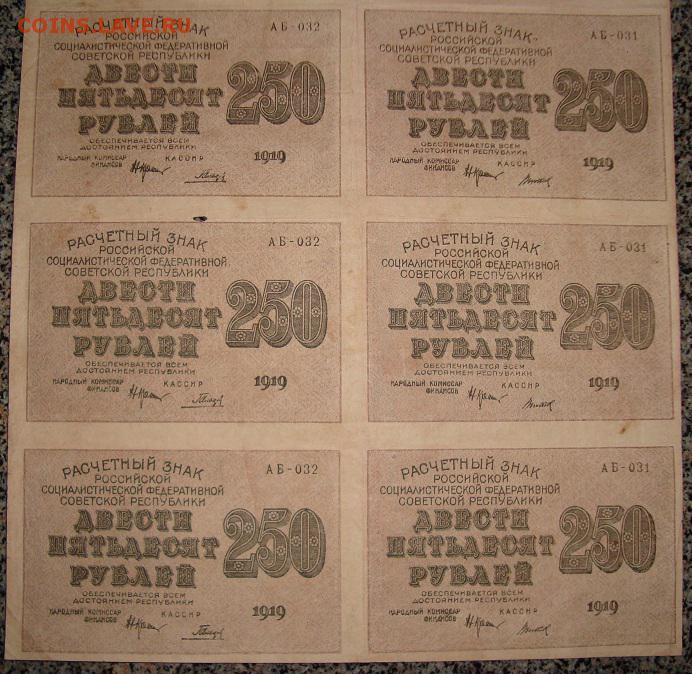 COINS.LAVE.RU
РАСЧЕТНЫЙ ЗНАК
АБ-032
РОССИЙСКОЙ
СОЦИАЛИСТИЧЕСКОЙ ФЕДЕРАТИВНОЙ
СОВЕТСКОЙ РЕСПУБЛИКИ
ДВЕСТИ
ПЯТЬДЕСЯТ
РУБЛЕЙ
250
ОБЕСПЕЧИВАЕТСЯ ВСЕМ
ДОСТОЯНИЕМ РЕСПУБЛИКИ
НАРОДНЫЙ КОМИССАР
ФИНАНСОВ
КАССИР
1919
РАСЧЕТНЫЙ ЗНАК
АБ-031
РОССИЙСКОЙ
СОЦИАЛИСТИЧЕСКОЙ ФЕДЕРАТИВНОЙ
СОВЕТСКОЙ РЕСПУБЛИКИ
ДВЕСТИ
ПЯТЬДЕСЯТ
РУБЛЕЙ
250
ОБЕСПЕЧИВАЕТСЯ ВСЕМ
ДОСТОЯНИЕМ РЕСПУБЛИКИ
НАРОДНЫЙ КОМИССАР
ФИНАНСОВ
КАССИР
1919
РАСЧЕТНЫЙ ЗНАК
АБ-032
РОССИЙСКОЙ
СОЦИАЛИСТИЧЕСКОЙ ФЕДЕРАТИВНОЙ
СОВЕТСКОЙ РЕСПУБЛИКИ
ДВЕСТИ
ПЯТЬДЕСЯТ
РУБЛЕЙ
250
ОБЕСПЕЧИВАЕТСЯ ВСЕМ
ДОСТОЯНИЕМ РЕСПУБЛИКИ
НАРОДНЫЙ КОМИССАР
ФИНАНСОВ
КАССИР
1919
РАСЧЕТНЫЙ ЗНАК
АБ-031
РОССИЙСКОЙ
СОЦИАЛИСТИЧЕСКОЙ ФЕДЕРАТИВНОЙ
СОВЕТСКОЙ РЕСПУБЛИКИ
ДВЕСТИ
ПЯТЬДЕСЯТ
РУБЛЕЙ
250
ОБЕСПЕЧИВАЕТСЯ ВСЕМ
ДОСТОЯНИЕМ РЕСПУБЛИКИ
НАРОДНЫЙ КОМИССАР
ФИНАНСОВ
КАССИР
1919
РАСЧЕТНЫЙ ЗНАК
АБ-032
РОССИЙСКОЙ
СОЦИАЛИСТИЧЕСКОЙ ФЕДЕРАТИВНОЙ
СОВЕТСКОЙ РЕСПУБЛИКИ
ДВЕСТИ
ПЯТЬДЕСЯТ
РУБЛЕЙ
250
ОБЕСПЕЧИВАЕТСЯ ВСЕМ
ДОСТОЯНИЕМ РЕСПУБЛИКИ
НАРОДНЫЙ КОМИССАР
ФИНАНСОВ
КАССИР
1919
РАСЧЕТНЫЙ ЗНАК
АБ-031
РОССИЙСКОЙ
СОЦИАЛИСТИЧЕСКОЙ ФЕДЕРАТИВНОЙ
СОВЕТСКОЙ РЕСПУБЛИКИ
ДВЕСТИ
ПЯТЬДЕСЯТ
РУБЛЕЙ
250
ОБЕСПЕЧИВАЕТСЯ ВСЕМ
ДОСТОЯНИЕМ РЕСПУБЛИКИ
НАРОДНЫЙ КОМИССАР
ФИНАНСОВ
КАССИР
1919